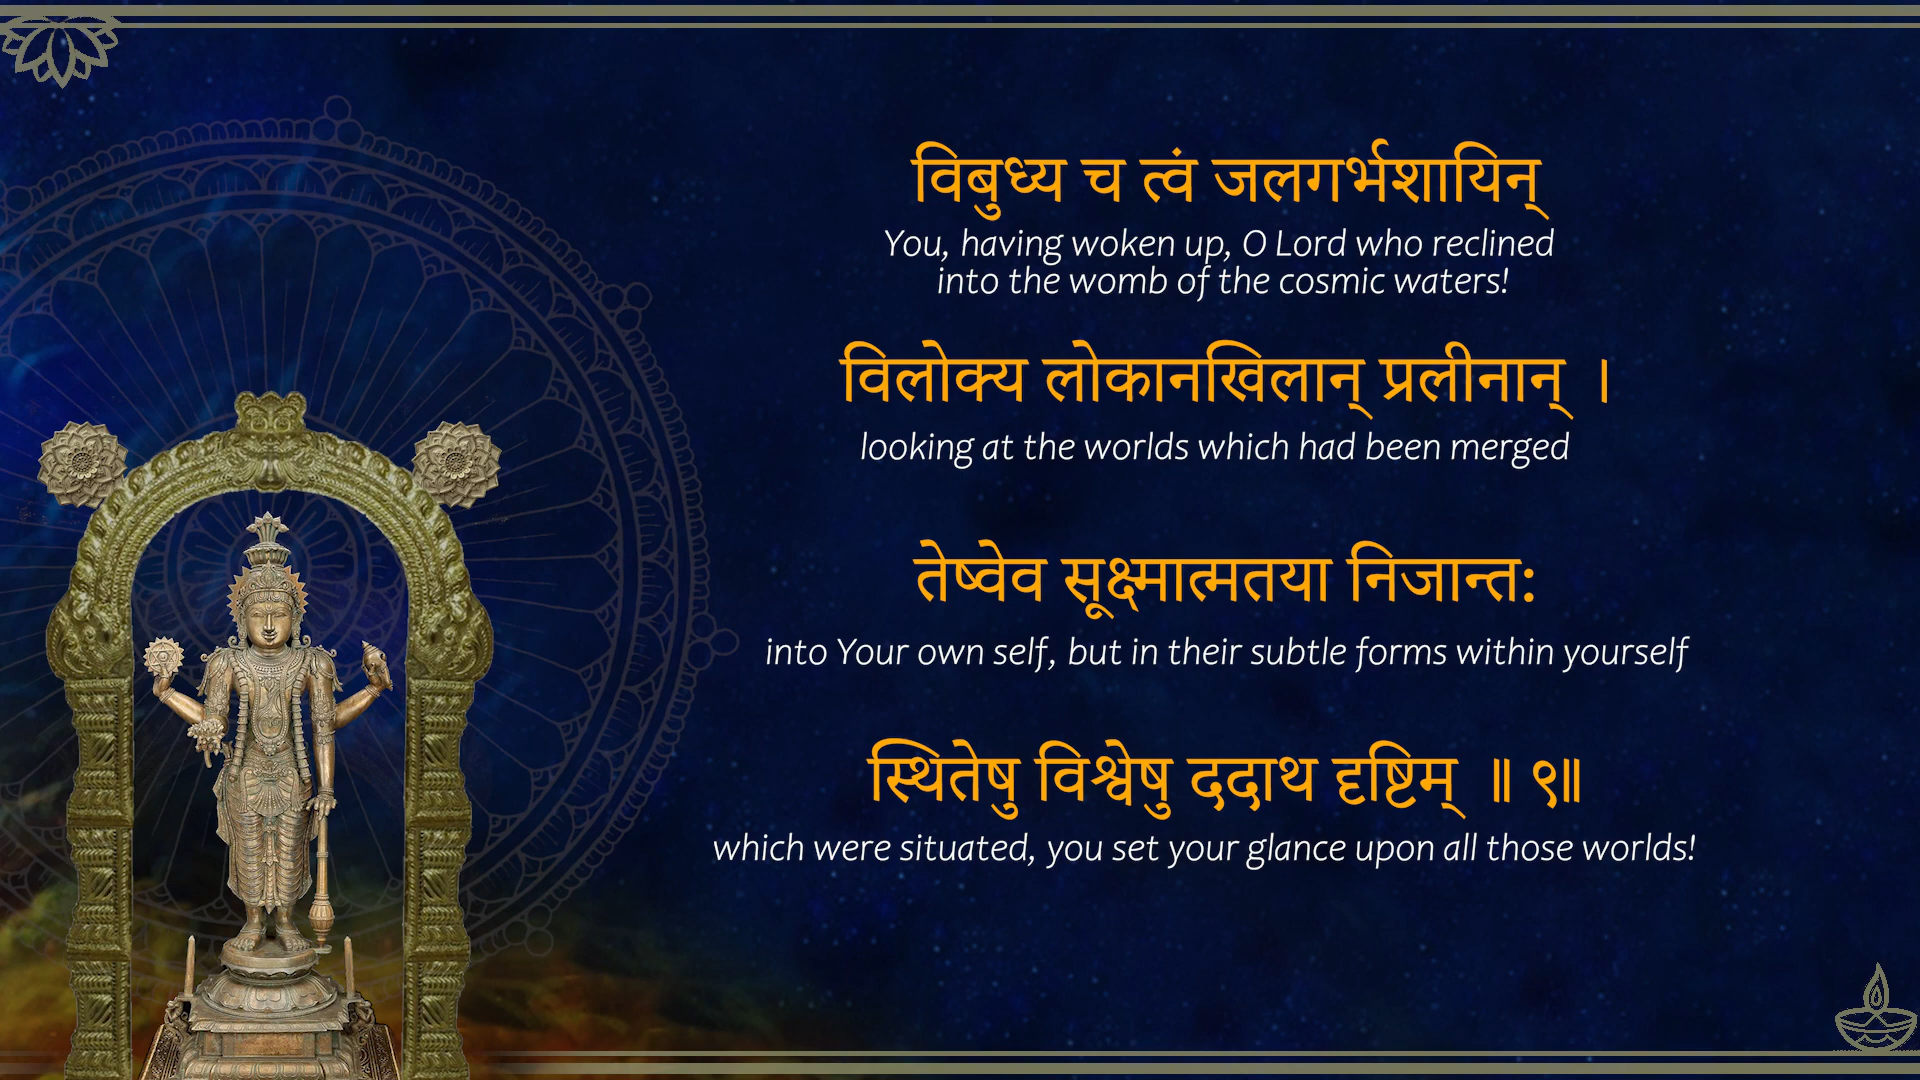 विबुध्य च त्वं जलगर्भशायिन्
You, having woken up, O Lord who reclined
into the womb of the cosmic waters!
विलोक्य लोकानखिलान् प्रलीनान् ।
looking at the worlds which had been merged
तेष्वेव सूक्ष्मात्मतया निजान्त:
into Your own self, but in their subtle forms within yourself
स्थितेषु विश्वेषु ददाथ दृष्टिम् ॥ ९॥
which were situated, you set your glance upon all those worlds!